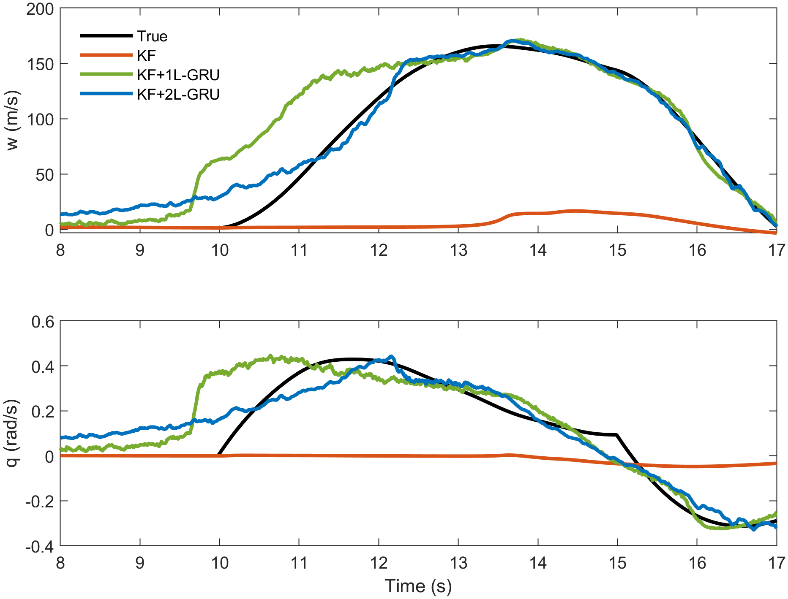 200
150
100
50
0
w (m/s)
True
KF
KF+1L-GRU
KF+2L-GRU
8 9 10 11 12 13 14 15 16 17
0.6
0.4
0.2
0
-0.2
-0.4
q (rad/s)
8 9 10 11 12 13 14 15 16 17
Time (s)